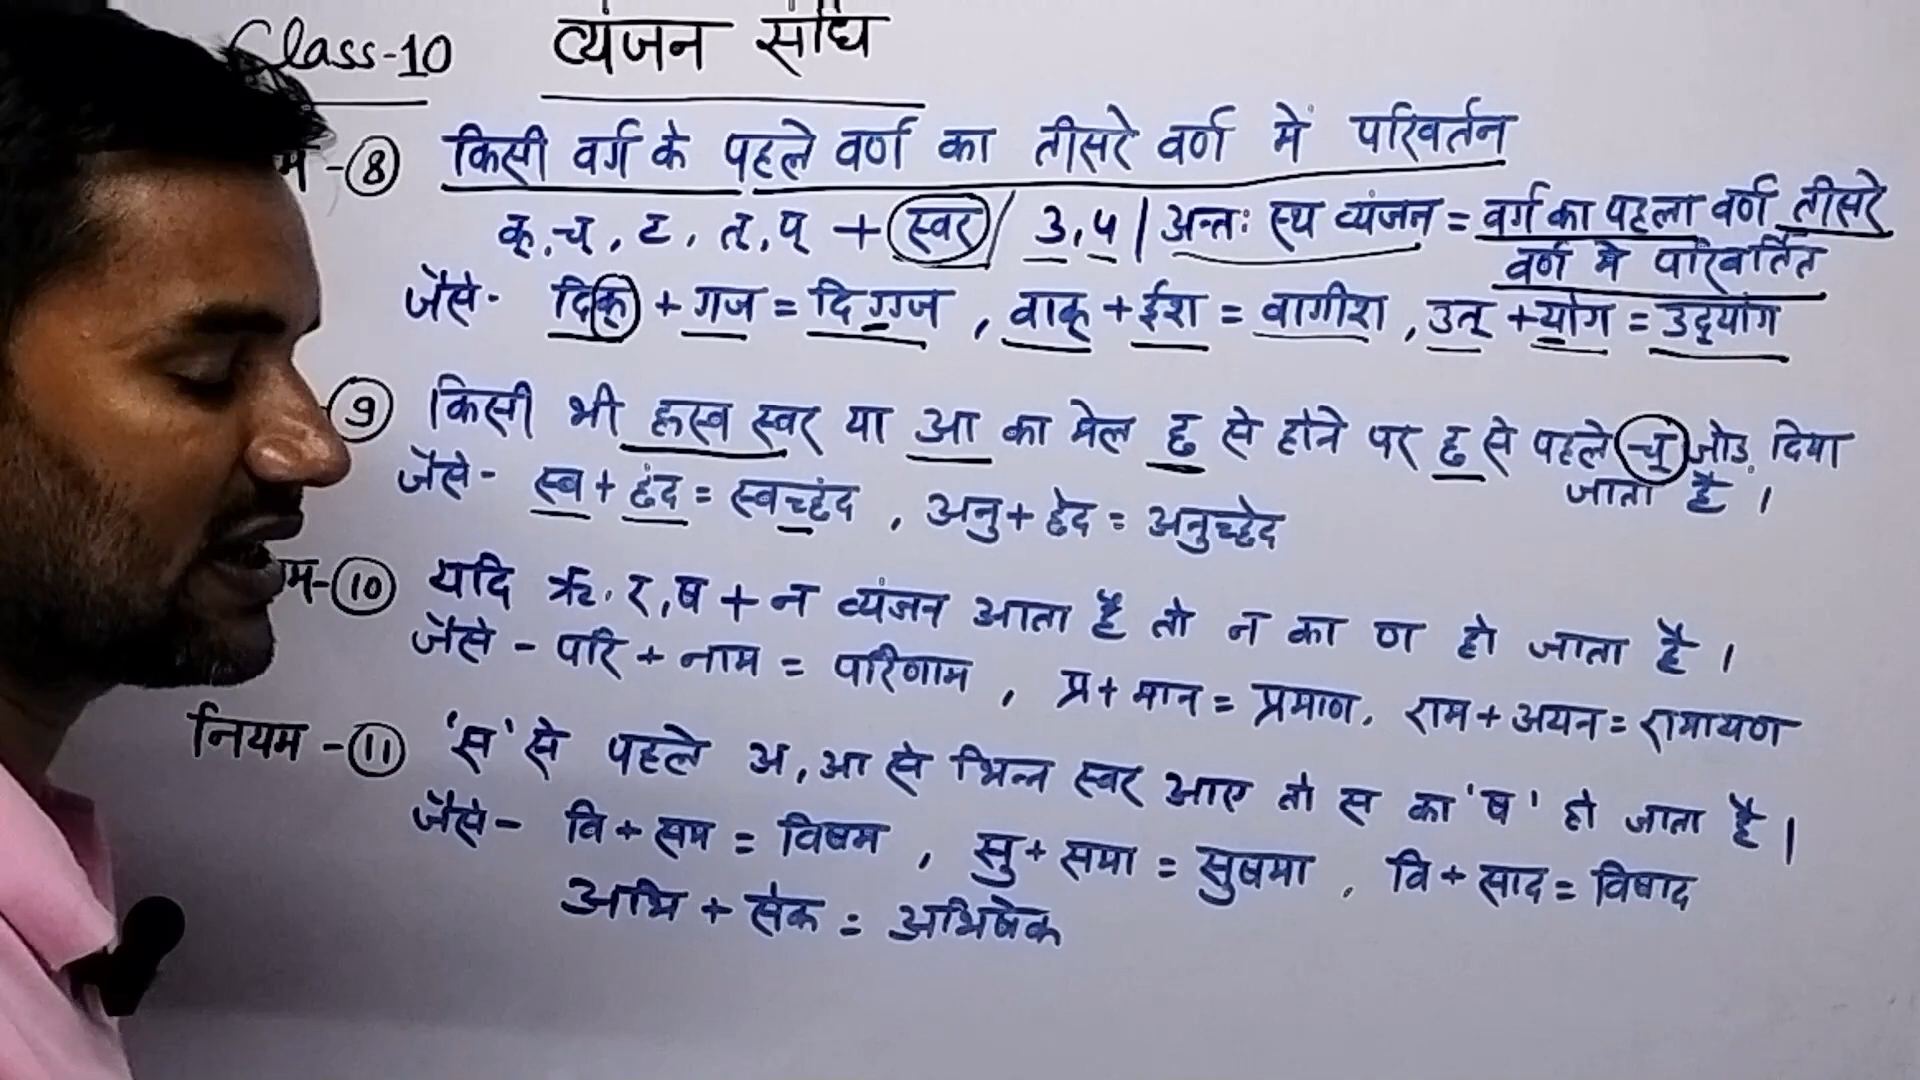 Class-10 व्यंजन संधि
म-8 किसी वर्ग के पहले वर्ण का तीसरे वर्ण में परिवर्तन
क्, च्, ट, त्, प् + स्वर / 3, 4 / अन्तः स्थ व्यंजन = वर्ग का पहला वर्ण तीसरे
वर्ण में परिवर्तित
जैसे- दिक् + गज = दिग्गज, वाक् + ईश = वागीश, उत् + योग = उद्योग
9 किसी भी ह्रस्व स्वर या आ का मेल छ से होने पर छ से पहले च् जोड़ दिया
जाता है।
जैसे- स्व + छंद = स्वच्छंद, अनु + छेद = अनुच्छेद
म-10 यदि ऋ, र, ष + न व्यंजन आता है तो न का ण हो जाता है।
जैसे - परि + नाम = परिणाम, प्र + मान = प्रमाण, राम + अयन = रामायण
नियम-11 'स' से पहले अ, आ से भिन्न स्वर आए तो स का 'ष' हो जाता है।
जैसे- वि + सम = विषम, सु + समा = सुषमा, वि + साद = विषाद
अभि + सेक = अभिषेक